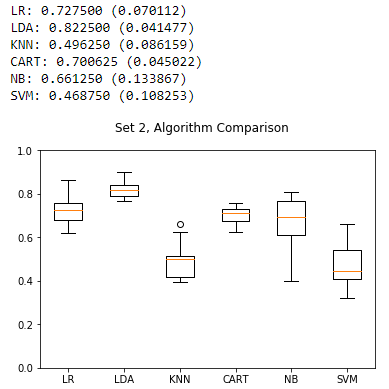 LR: 0.727500 (0.070112)
LDA: 0.822500 (0.041477)
KNN: 0.496250 (0.086159)
CART: 0.700625 (0.045022)
NB: 0.661250 (0.133867)
SVM: 0.468750 (0.108253)
Set 2, Algorithm Comparison
1.0
0.8
0.6
0.4
0.2
0.0
LR LDA KNN CART NB SVM